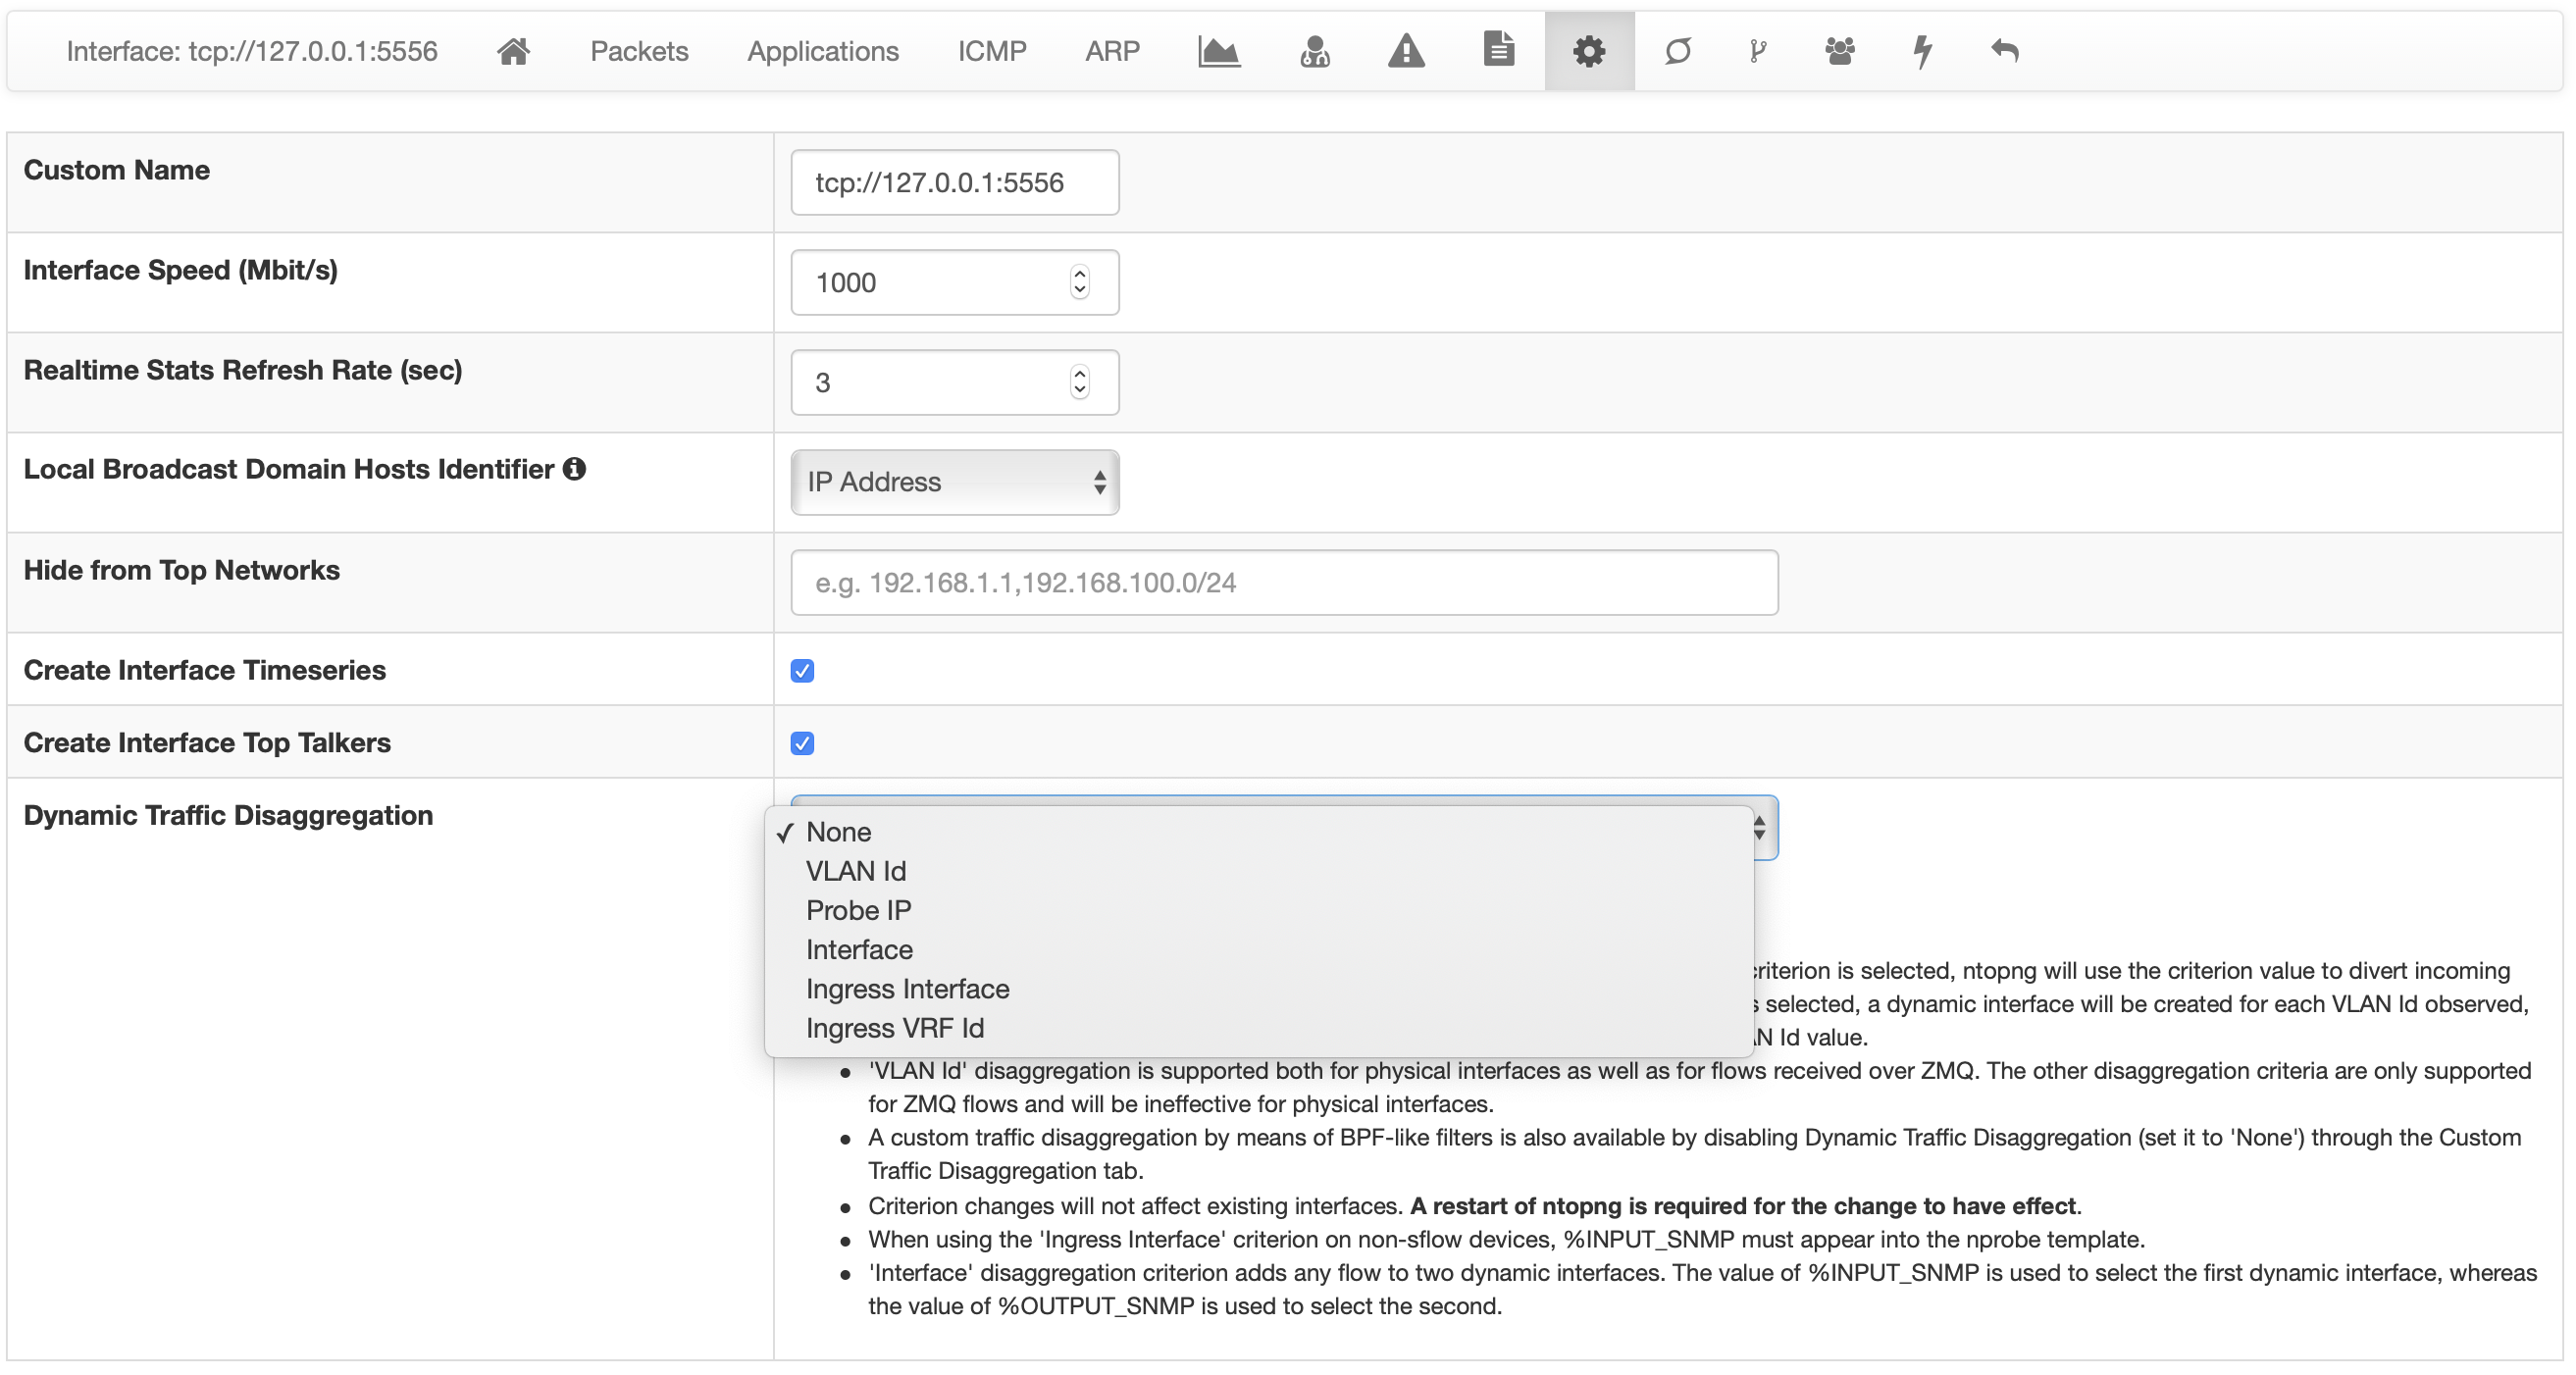 Interface: tcp://127.0.0.1:5556 Packets Applications ICMP ARP
Custom Name
tcp://127.0.0.1:5556
Interface Speed (Mbit/s)
1000
Realtime Stats Refresh Rate (sec)
3
Local Broadcast Domain Hosts Identifier
IP Address
Hide from Top Networks
e.g. 192.168.1.1,192.168.100.0/24
Create Interface Timeseries
Create Interface Top Talkers
Dynamic Traffic Disaggregation
None
VLAN Id
Probe IP
Interface
Ingress Interface
Ingress VRF Id
criterion is selected, ntopng will use the criterion value to divert incoming
selected, a dynamic interface will be created for each VLAN Id observed,
Id value.
• 'VLAN Id' disaggregation is supported both for physical interfaces as well as for flows received over ZMQ. The other disaggregation criteria are only supported
for ZMQ flows and will be ineffective for physical interfaces.
• A custom traffic disaggregation by means of BPF-like filters is also available by disabling Dynamic Traffic Disaggregation (set it to 'None') through the Custom
Traffic Disaggregation tab.
• Criterion changes will not affect existing interfaces. A restart of ntopng is required for the change to have effect.
• When using the 'Ingress Interface' criterion on non-sflow devices, %INPUT_SNMP must appear into the nprobe template.
• 'Interface' disaggregation criterion adds any flow to two dynamic interfaces. The value of %INPUT_SNMP is used to select the first dynamic interface, whereas
the value of %OUTPUT_SNMP is used to select the second.